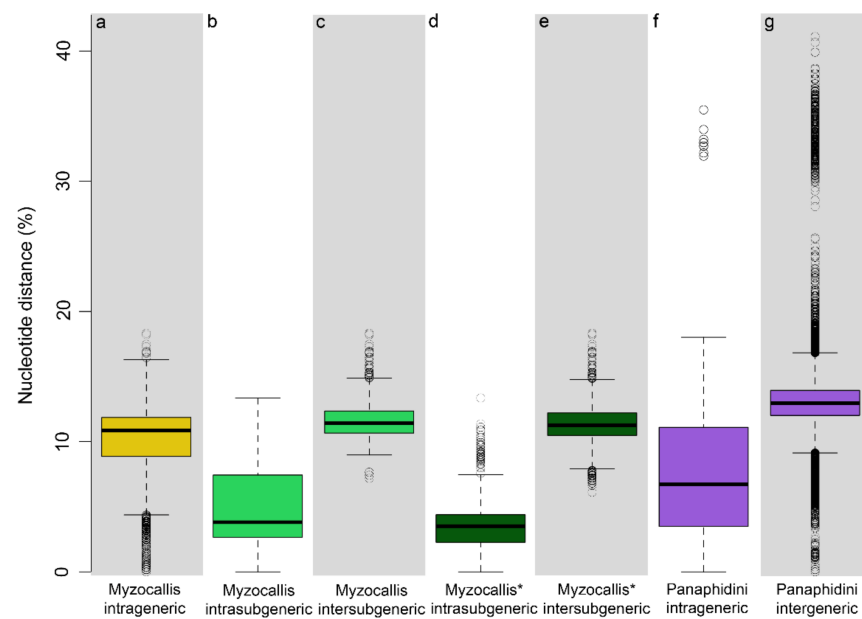 a b c d e f g
Nucleotide distance (%)
40
30
20
10
0
Myzocallis
intrageneric
Myzocallis
intrasubgeneric
Myzocallis
intersubgeneric
Myzocallis*
intrasubgeneric
Myzocallis*
intersubgeneric
Panaphidini
intrageneric
Panaphidini
intergeneric